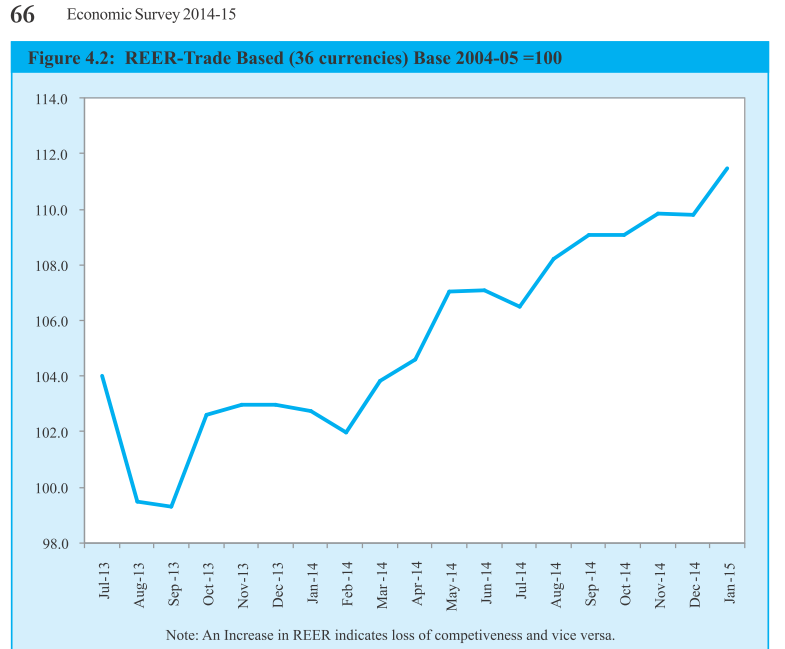 66 Economic Survey 2014-15
Figure 4.2: REER-Trade Based (36 currencies) Base 2004-05 =100
114.0
112.0
110.0
108.0
106.0
104.0
102.0
100.0
98.0
Jul-13
Aug-13
Sep-13
Oct-13
Nov-13
Dec-13
Jan-14
Feb-14
Mar-14
Apr-14
May-14
Jun-14
Jul-14
Aug-14
Sep-14
Oct-14
Nov-14
Dec-14
Jan-15
Note: An Increase in REER indicates loss of competiveness and vice versa.